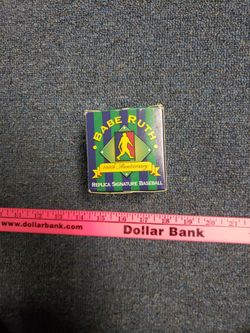 BABE RUTH
100th Anniversary
REPLICA SIGNATURE BASEBALL
www.dollarbank.com
Dollar Bank